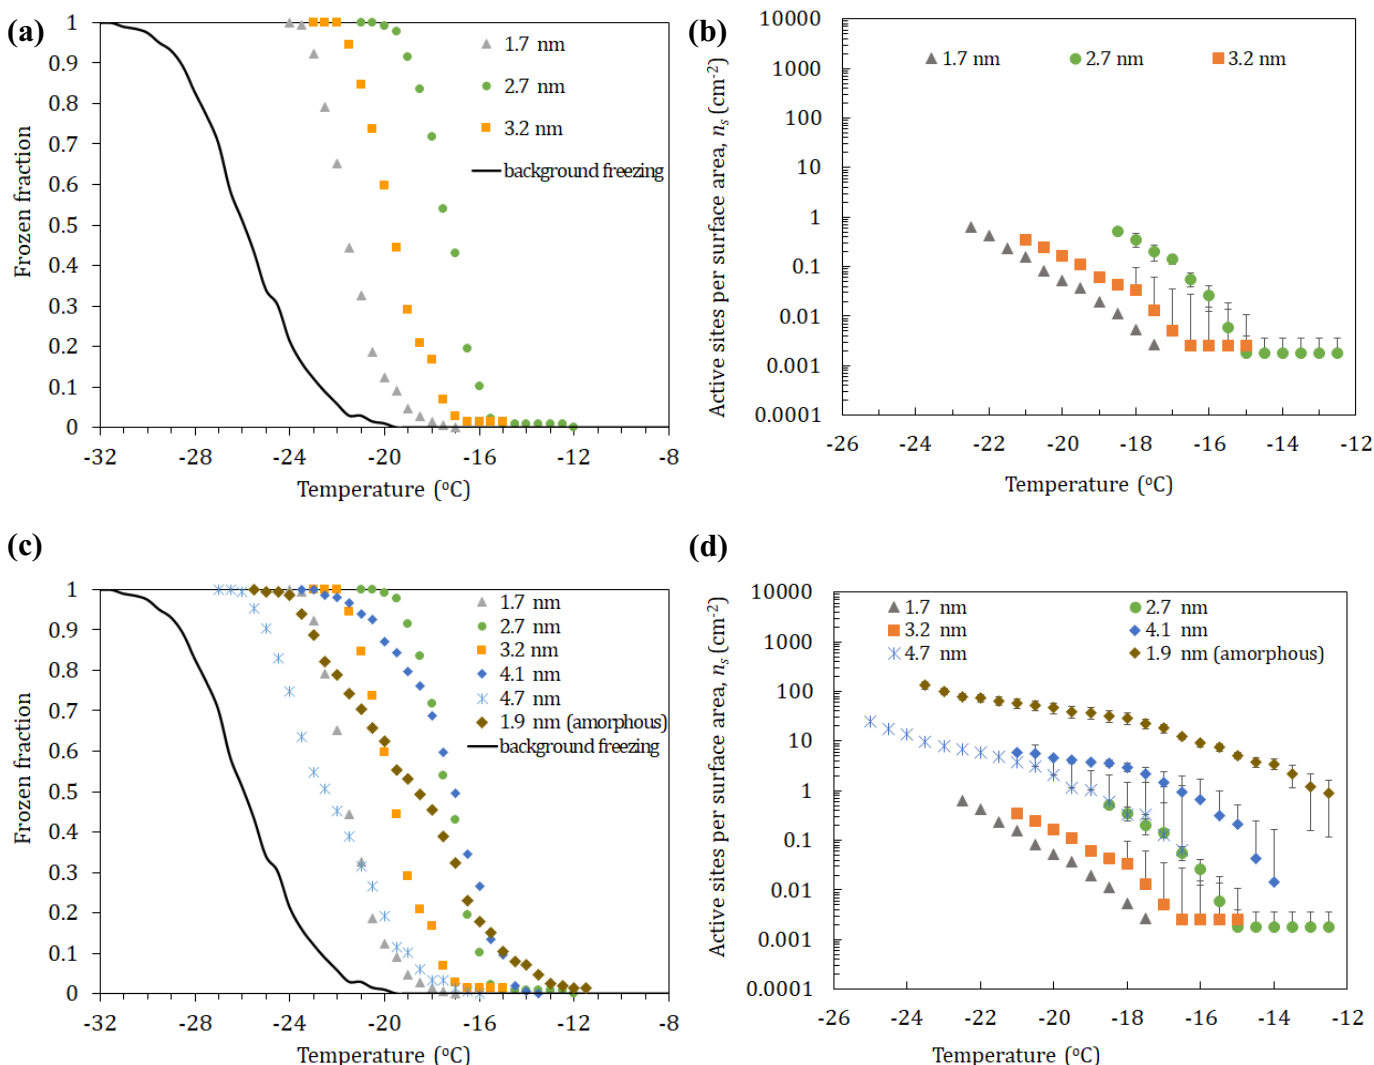 (a)
1
0.9
0.8
0.7
0.6
0.5
0.4
0.3
0.2
0.1
0
Frozen fraction
1.7 nm
2.7 nm
3.2 nm
background freezing
-32 -28 -24 -20 -16 -12 -8
Temperature (°C)
(b)
10000
1000
100
10
1
0.1
0.01
0.001
0.0001
Active sites per surface area, nₛ (cm⁻²)
1.7 nm 2.7 nm 3.2 nm
-26 -24 -22 -20 -18 -16 -14 -12
Temperature (°C)
(c)
1
0.9
0.8
0.7
0.6
0.5
0.4
0.3
0.2
0.1
0
Frozen fraction
1.7 nm
2.7 nm
3.2 nm
4.1 nm
4.7 nm
1.9 nm (amorphous)
background freezing
-32 -28 -24 -20 -16 -12 -8
Temperature (°C)
(d)
10000
1000
100
10
1
0.1
0.01
0.001
0.0001
Active sites per surface area, nₛ (cm⁻²)
1.7 nm 2.7 nm
3.2 nm 4.1 nm
4.7 nm 1.9 nm (amorphous)
-26 -24 -22 -20 -18 -16 -14 -12
Temperature (°C)